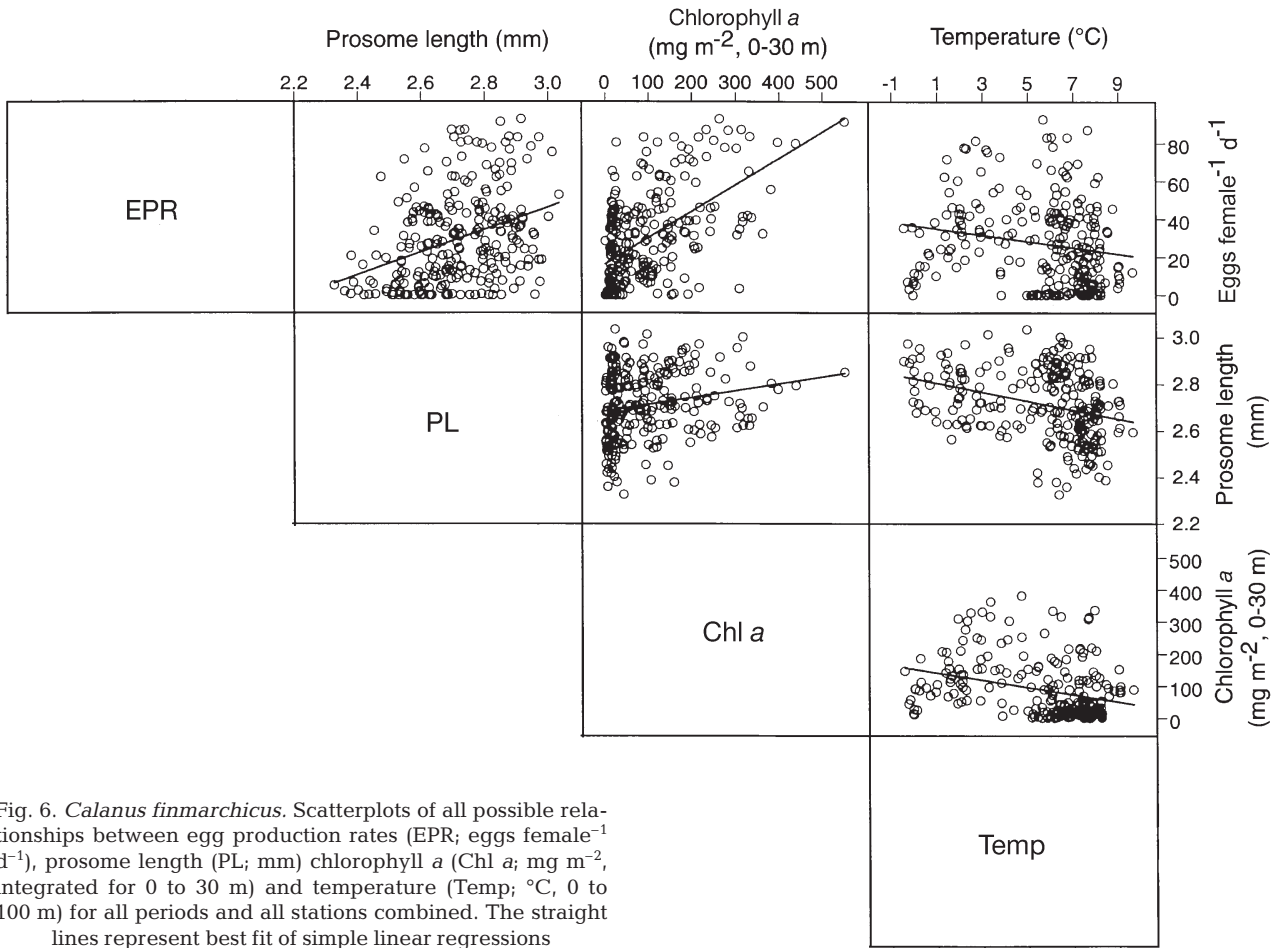 Prosome length (mm)
Chlorophyll a
(mg m-2, 0-30 m)
Temperature (°C)
2.2 2.4 2.6 2.8 3.0
0 100 200 300 400 500
-1 1 3 5 7 9
EPR
80
60
40
20
0
Eggs female-1 d-1
PL
3.0
2.8
2.6
2.4
2.2
Prosome length
(mm)
Chl a
500
400
300
200
100
0
Chlorophyll a
(mg m-2, 0-30 m)
Temp
Fig. 6. Calanus finmarchicus. Scatterplots of all possible rela-
tionships between egg production rates (EPR; eggs female−1
d−1), prosome length (PL; mm) chlorophyll a (Chl a; mg m−2,
integrated for 0 to 30 m) and temperature (Temp; °C, 0 to
100 m) for all periods and all stations combined. The straight
lines represent best fit of simple linear regressions